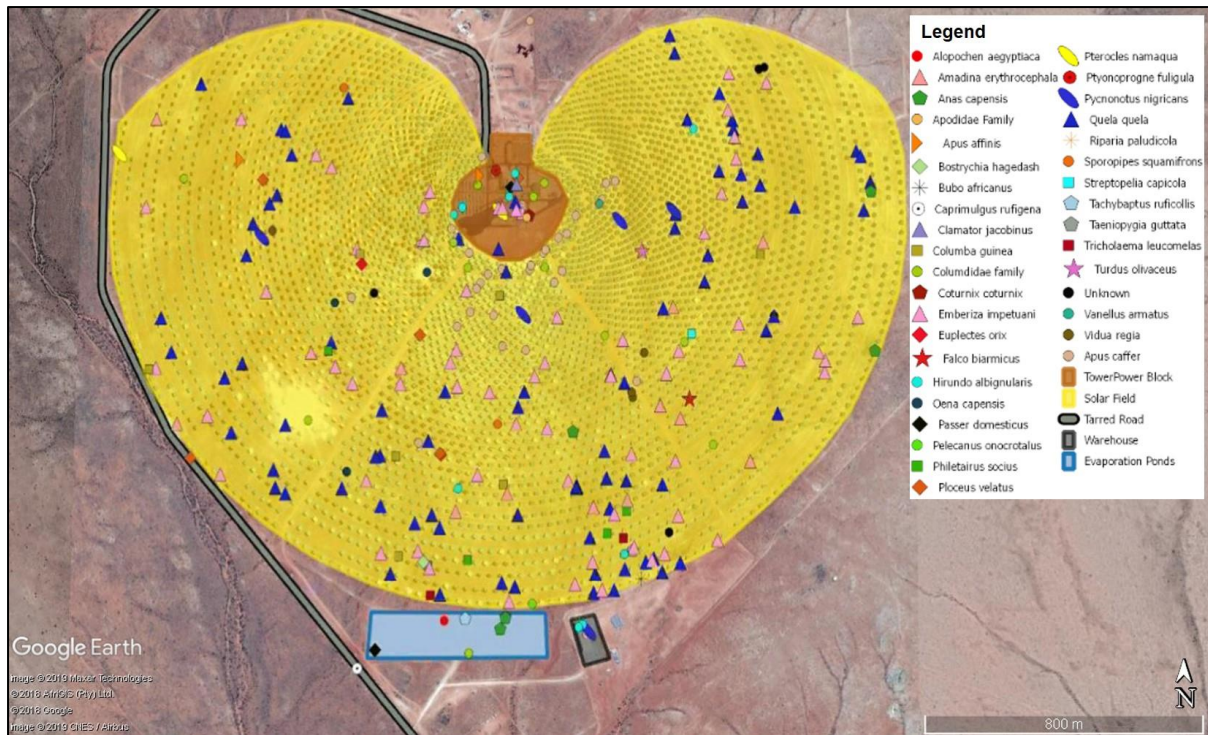 Legend
Alopochen aegyptiaca
Amadina erythrocephala
Anas capensis
Apodidae Family
Apus affinis
Bostrychia hagedash
Bubo africanus
Caprimulgus rufigena
Clamator jacobinus
Columba guinea
Columdidae family
Coturnix coturnix
Emberiza impetuani
Euplectes orix
Falco biarmicus
Hirundo albignularis
Oena capensis
Passer domesticus
Pelecanus onocrotalus
Philetairus socius
Ploceus velatus
Pterocles namaqua
Ptyonoprogne fuligula
Pycnonotus nigricans
Quela quela
Riparia paludicola
Sporopipes squamifrons
Streptopelia capicola
Tachybaptus ruficollis
Taeniopygia guttata
Tricholaema leucomelas
Turdus olivaceus
Unknown
Vanellus armatus
Vidua regia
Apus caffer
TowerPower Block
Solar Field
Tarred Road
Warehouse
Evaporation Ponds
Google Earth
Image © 2019 Maxar Technologies
© 2018 AfriGIS (Pty) Ltd.
© 2018 Google
Image © 2019 CNES / Airbus
N
800 m